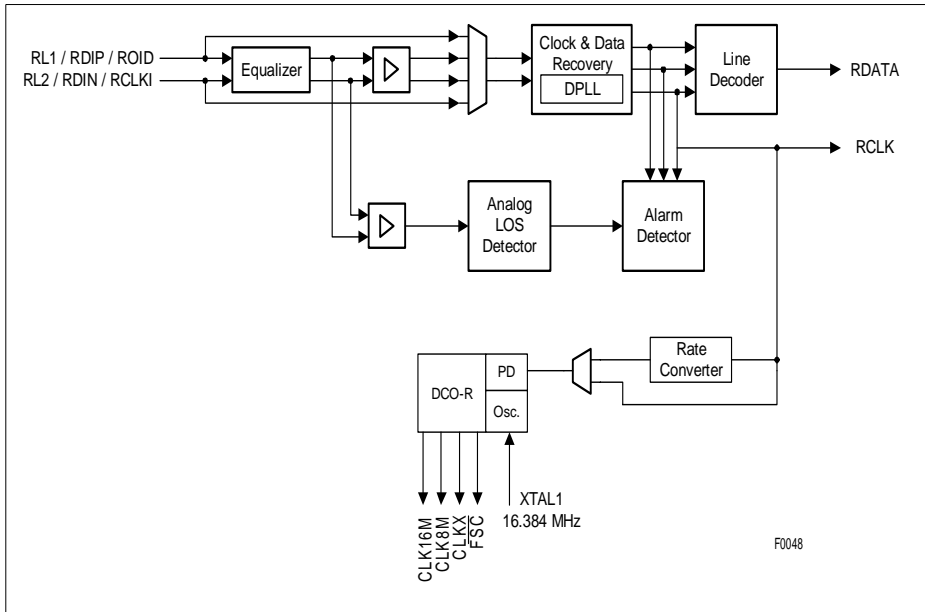 RL1 / RDIP / ROID
RL2 / RDIN / RCLKI
Equalizer
Clock & Data
Recovery
DPLL
Line
Decoder
RDATA
RCLK
Analog
LOS
Detector
Alarm
Detector
DCO-R
PD
Osc.
Rate
Converter
XTAL1
16.384 MHz
CLK16M
CLK8M
CLKX
FSC
F0048